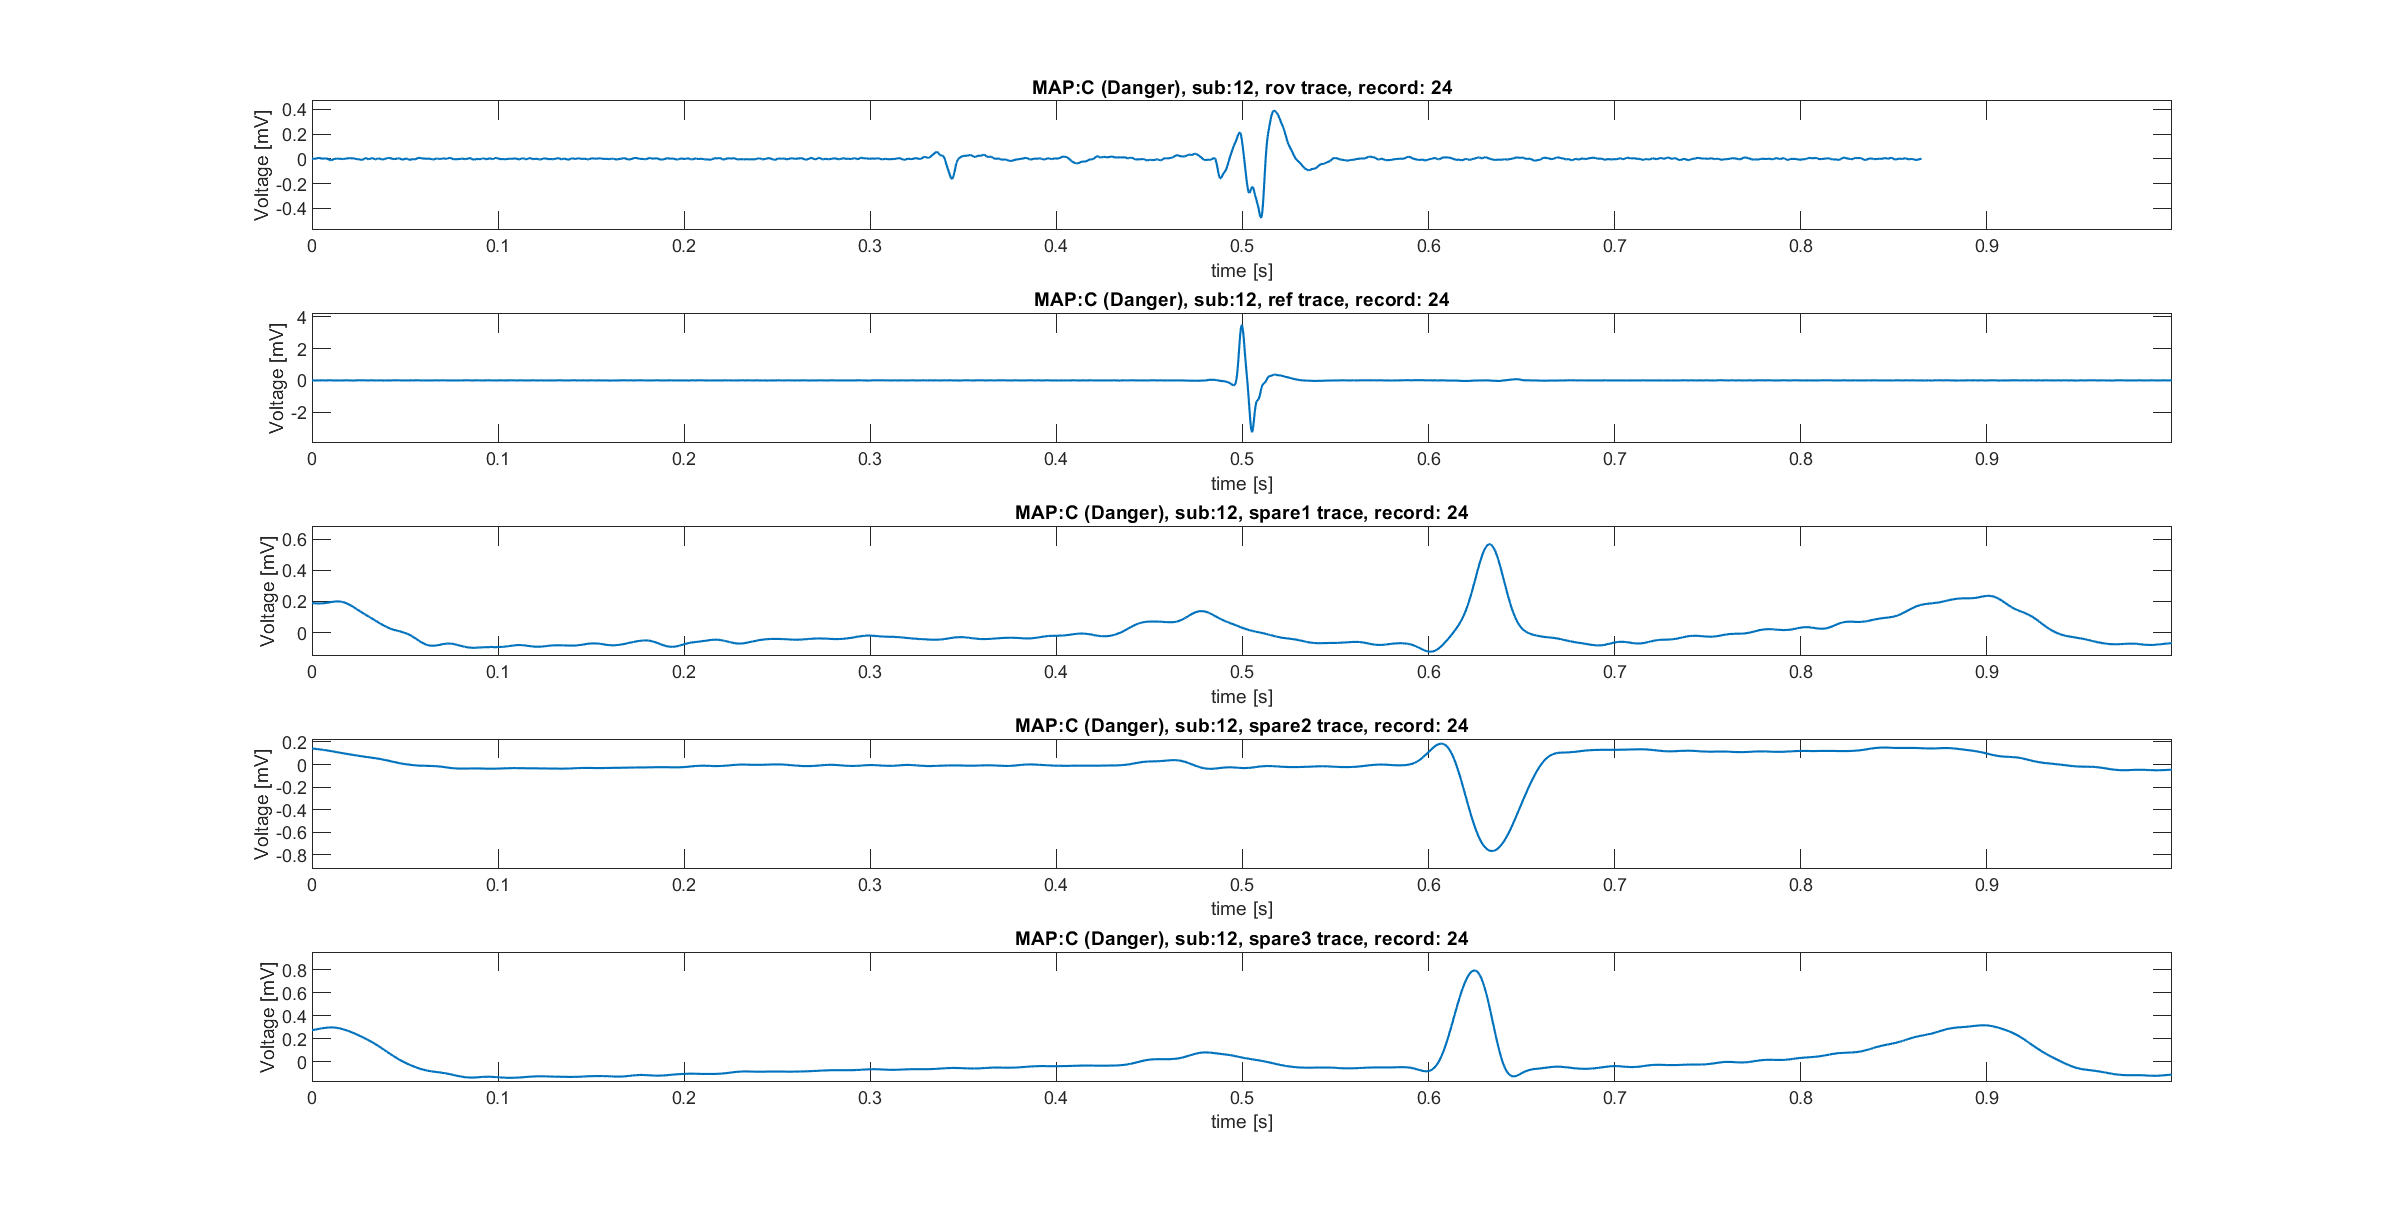 MAP:C (Danger), sub:12, rov trace, record: 24
Voltage [mV]
0.4
0.2
0
-0.2
-0.4
0 0.1 0.2 0.3 0.4 0.5 0.6 0.7 0.8 0.9
time [s]
MAP:C (Danger), sub:12, ref trace, record: 24
Voltage [mV]
4
2
0
-2
0 0.1 0.2 0.3 0.4 0.5 0.6 0.7 0.8 0.9
time [s]
MAP:C (Danger), sub:12, spare1 trace, record: 24
Voltage [mV]
0.6
0.4
0.2
0
0 0.1 0.2 0.3 0.4 0.5 0.6 0.7 0.8 0.9
time [s]
MAP:C (Danger), sub:12, spare2 trace, record: 24
Voltage [mV]
0.2
0
-0.2
-0.4
-0.6
-0.8
0 0.1 0.2 0.3 0.4 0.5 0.6 0.7 0.8 0.9
time [s]
MAP:C (Danger), sub:12, spare3 trace, record: 24
Voltage [mV]
0.8
0.6
0.4
0.2
0
0 0.1 0.2 0.3 0.4 0.5 0.6 0.7 0.8 0.9
time [s]